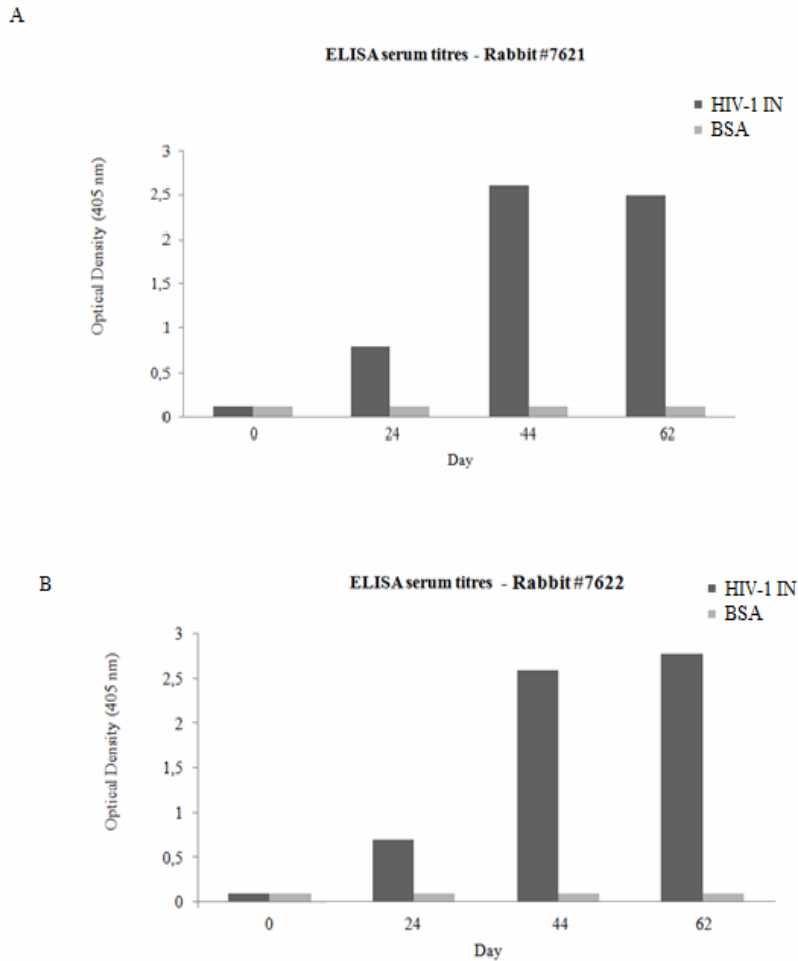 A
ELISA serum titres - Rabbit #7621
HIV-1 IN
BSA
Optical Density (405 nm)
3
2,5
2
1,5
1
0,5
0
0 24 44 62
Day
B
ELISA serum titres - Rabbit #7622
HIV-1 IN
BSA
Optical Density (405 nm)
3
2,5
2
1,5
1
0,5
0
0 24 44 62
Day